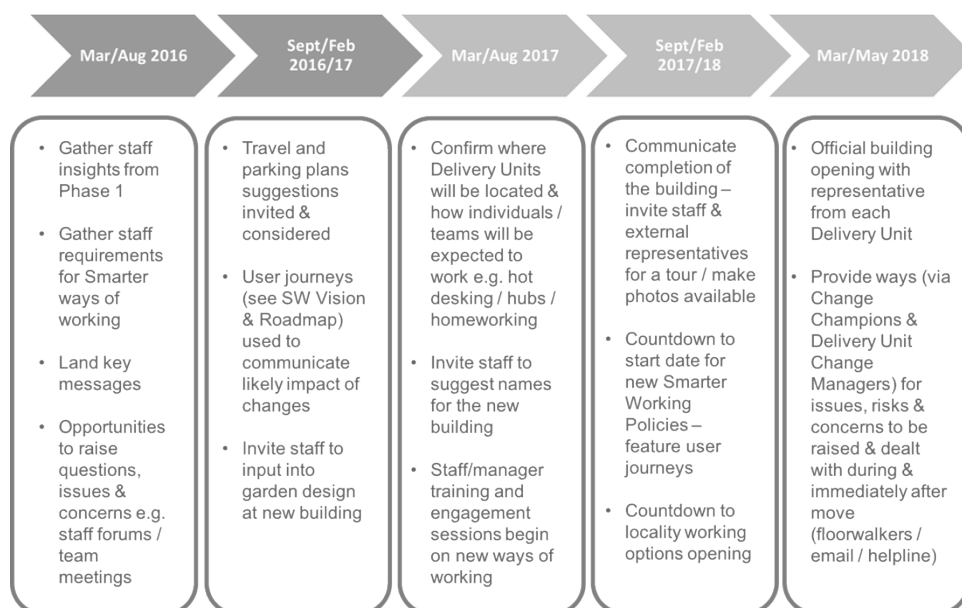 Mar/Aug 2016
Sept/Feb
2016/17
Mar/Aug 2017
Sept/Feb
2017/18
Mar/May 2018
• Gather staff
insights from
Phase 1
• Gather staff
requirements
for Smarter
ways of
working
• Land key
messages
• Opportunities
to raise
questions,
issues &
concerns e.g.
staff forums /
team
meetings
• Travel and
parking plans
suggestions
invited &
considered
• User journeys
(see SW Vision
& Roadmap)
used to
communicate
likely impact of
changes
• Invite staff to
input into
garden design
at new building
• Confirm where
Delivery Units
will be located &
how individuals /
teams will be
expected to
work e.g. hot
desking / hubs /
homeworking
• Invite staff to
suggest names
for the new
building
• Staff/manager
training and
engagement
sessions begin
on new ways of
working
• Communicate
completion of
the building –
invite staff &
external
representatives
for a tour / make
photos available
• Countdown to
start date for
new Smarter
Working
Policies –
feature user
journeys
• Countdown to
locality working
options opening
• Official building
opening with
representative
from each
Delivery Unit
• Provide ways (via
Change
Champions &
Delivery Unit
Change
Managers) for
issues, risks &
concerns to be
raised & dealt
with during &
immediately after
move
(floorwalkers /
email / helpline)